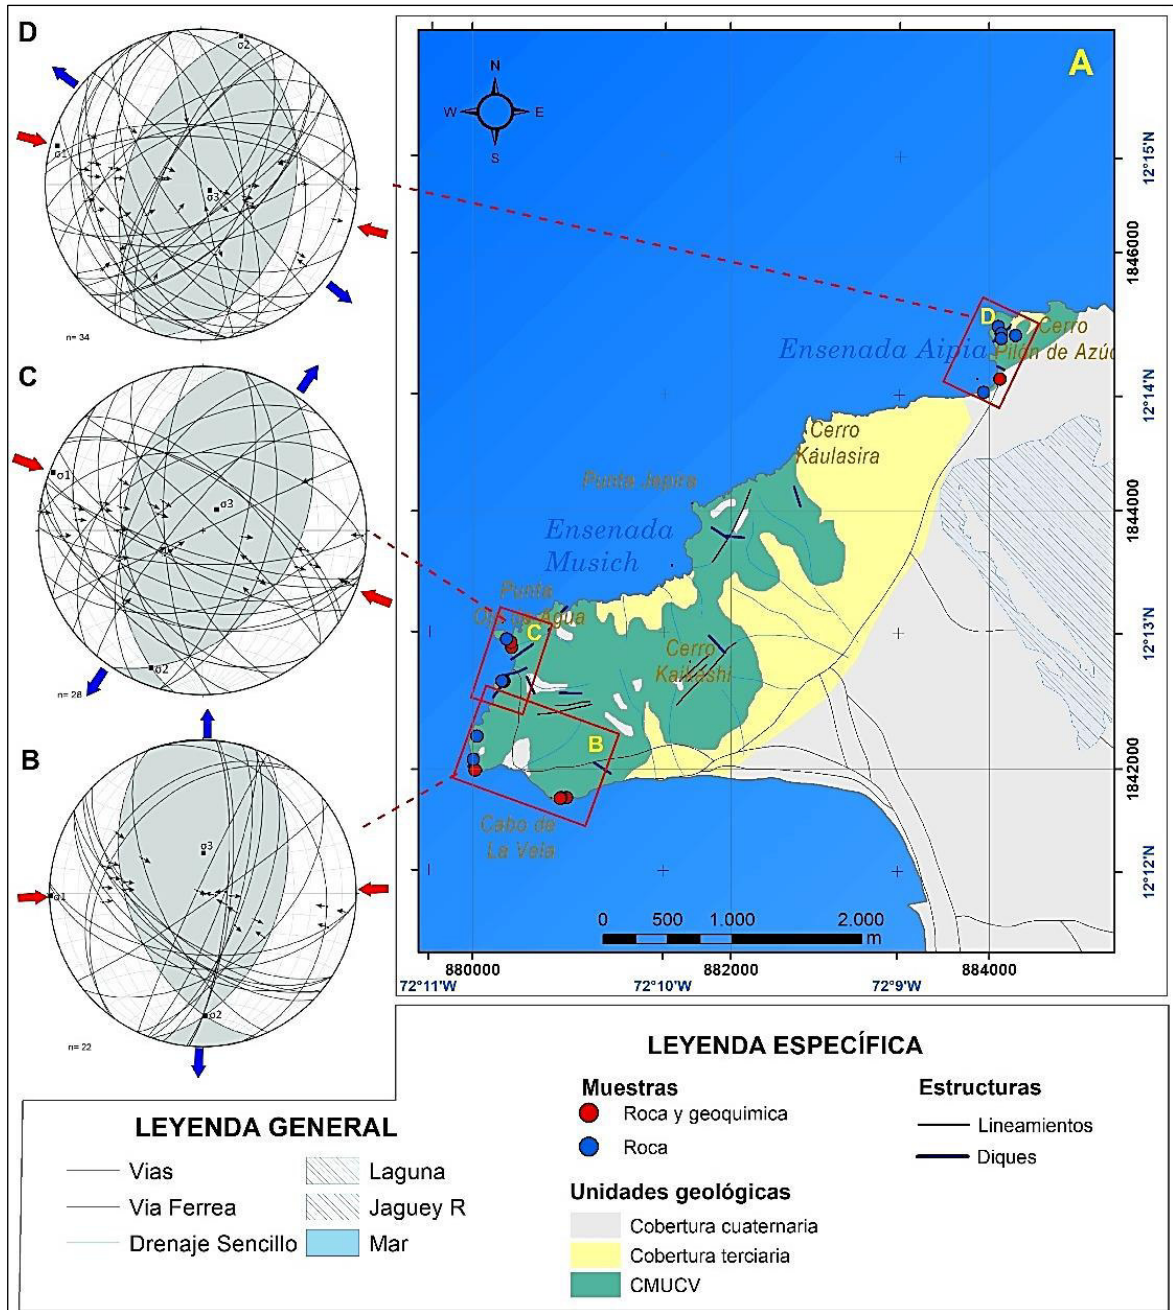 D
σ2
σ1
σ3
n= 34
C
σ1
σ3
σ2
n= 28
B
σ3
σ1
σ2
n= 22
A
N
W E
S
12°15'N
1846000
D
Cerro
Ensenada Aipia
Pilón de Azúc
12°14'N
Cerro
Káulasira
Punta Jepira
1844000
Ensenada
Musich
Punta
Agua
12°13'N
C
Cerro
Kaikashi
B
1842000
Cabo de
La Vela
12°12'N
0 500 1.000 2.000
m
880000 882000 884000
72°11'W 72°10'W 72°9'W
LEYENDA ESPECÍFICA
Muestras
Roca y geoquimica
Roca
Estructuras
Lineamientos
Diques
Unidades geológicas
Cobertura cuaternaria
Cobertura terciaria
CMUCV
LEYENDA GENERAL
Vias
Via Ferrea
Drenaje Sencillo
Laguna
Jaguey R
Mar